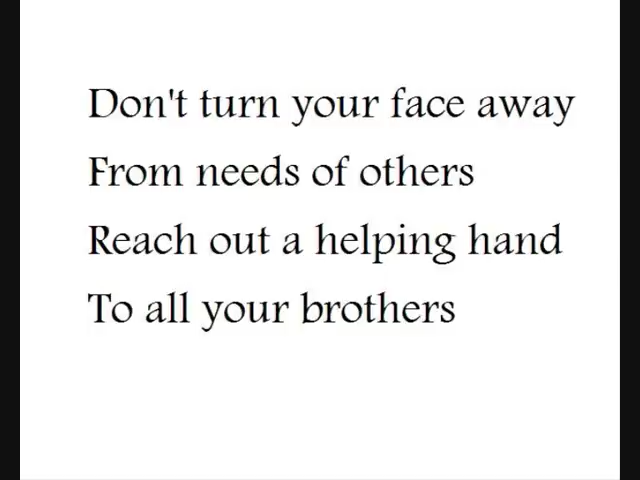 Don't turn your face away
From needs of others
Reach out a helping hand
To all your brothers